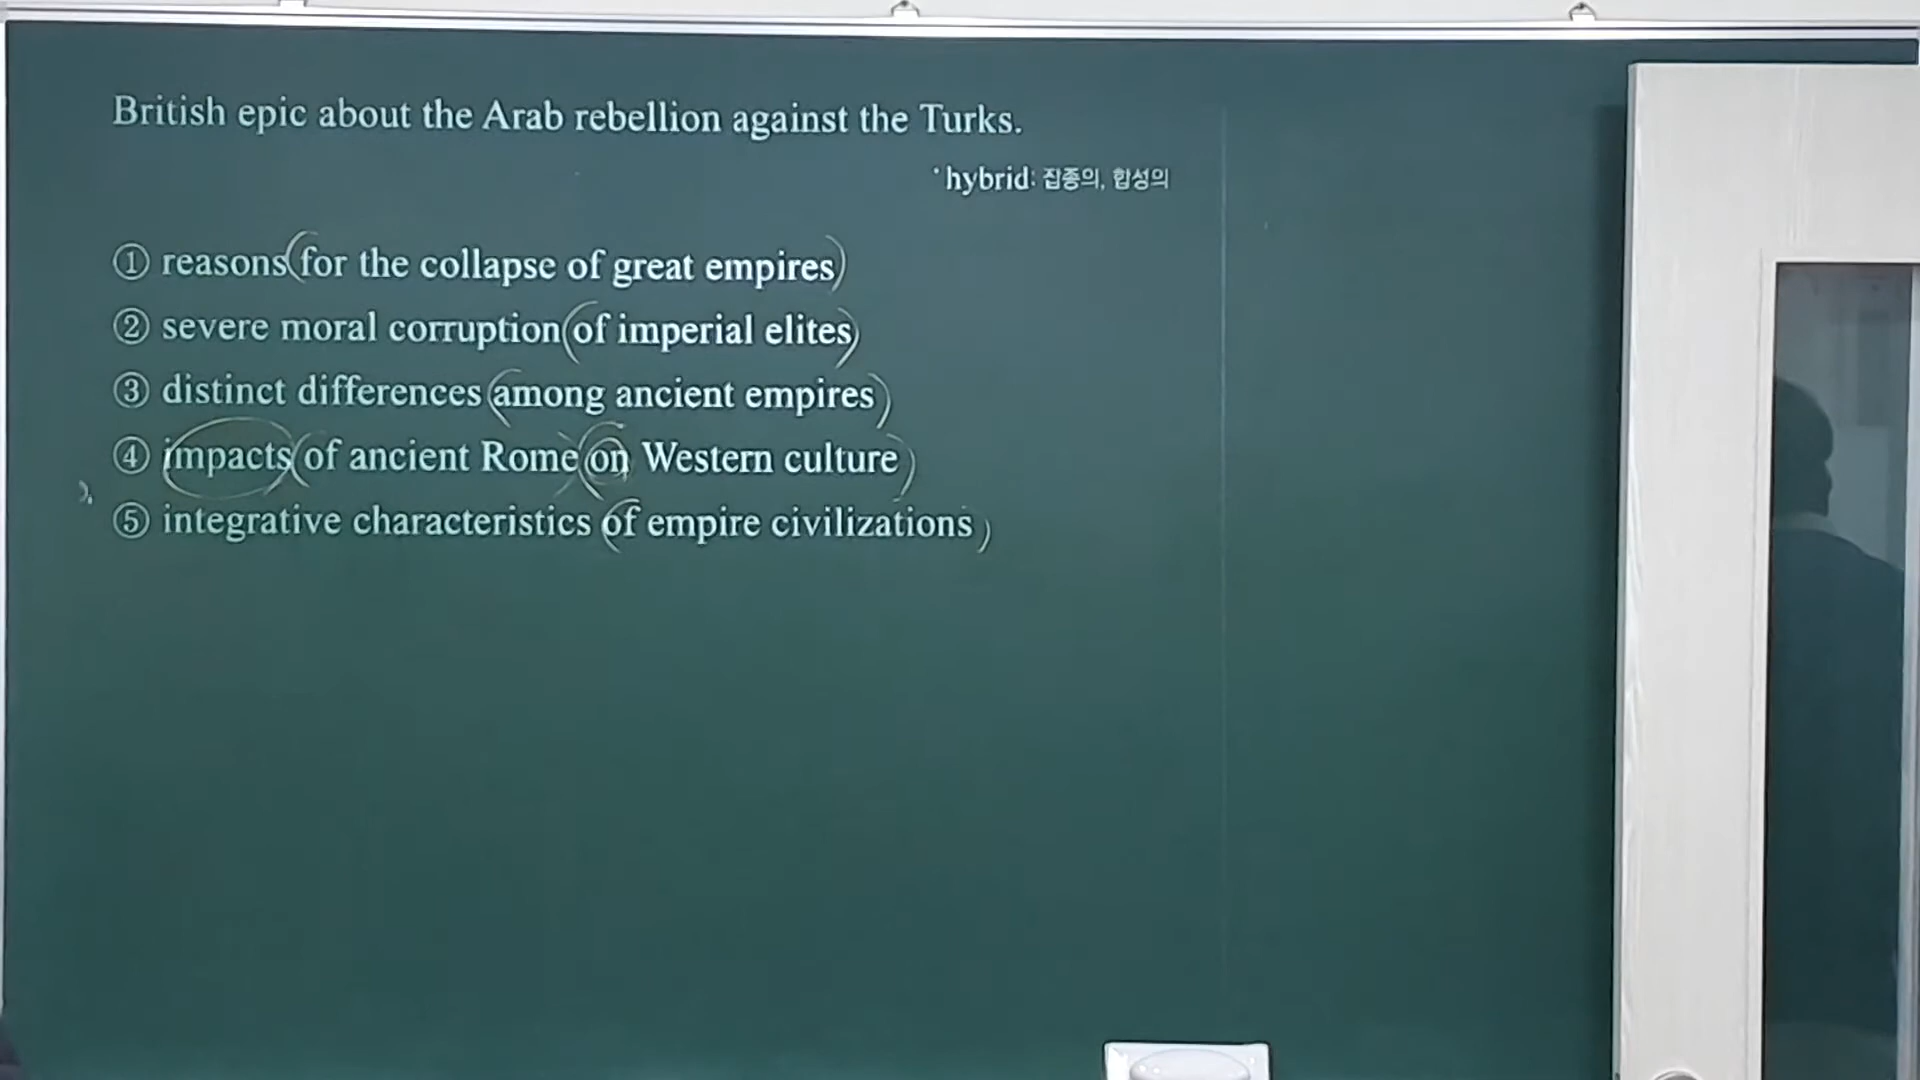 British epic about the Arab rebellion against the Turks.
*hybrid: 잡종의, 합성의
① reasons for the collapse of great empires
② severe moral corruption of imperial elites
③ distinct differences among ancient empires
④ impacts of ancient Rome on Western culture
⑤ integrative characteristics of empire civilizations